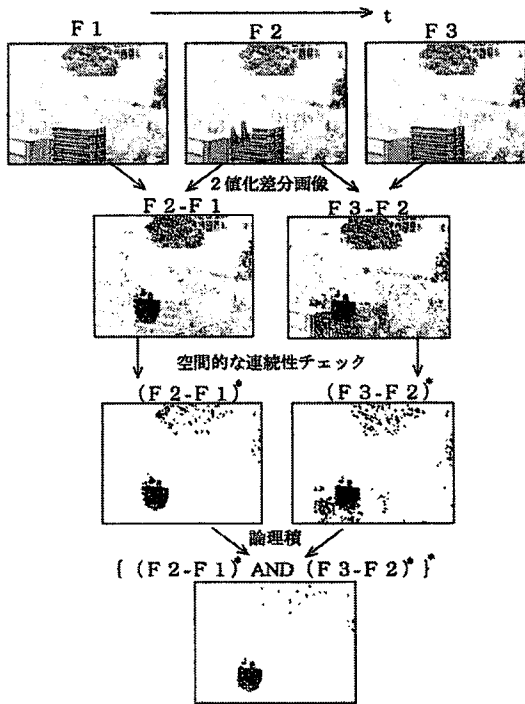 t
F 1 F 2 F 3
2値化差分画像
F 2-F 1 F 3-F 2
空間的な連続性チェック
(F 2-F 1)* (F 3-F 2)*
論理積
{ (F 2-F 1)* AND (F 3-F 2)* }*